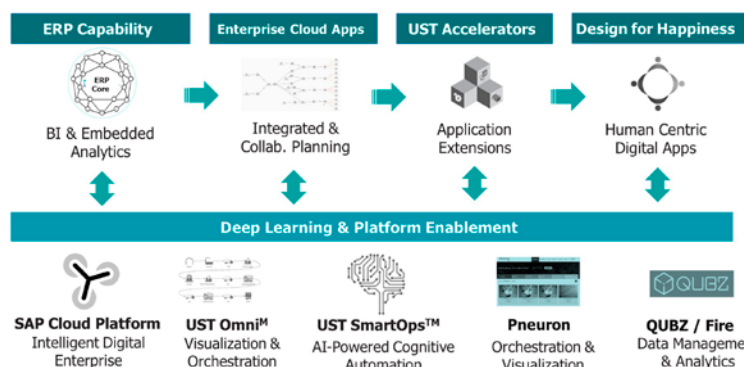 ERP Capability
Enterprise Cloud Apps
UST Accelerators
Design for Happiness
ERP
Core
BI & Embedded
Analytics
Integrated &
Collab. Planning
Application
Extensions
Human Centric
Digital Apps
Deep Learning & Platform Enablement
QUBZ
SAP Cloud Platform
Intelligent Digital
Enterprise
UST Omniᴹ
Visualization &
Orchestration
UST SmartOps™
AI-Powered Cognitive
Automation
Pneuron
Orchestration &
Visualization
QUBZ / Fire
Data Manageme
& Analytics